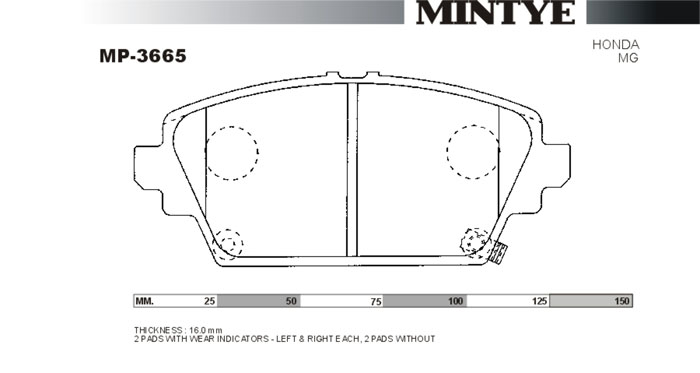 MINTYE
MP-3665
HONDA
MG
MM. 25 50 75 100 125 150
THICKNESS : 16.0 mm
2 PADS WITH WEAR INDICATORS - LEFT & RIGHT EACH, 2 PADS WITHOUT